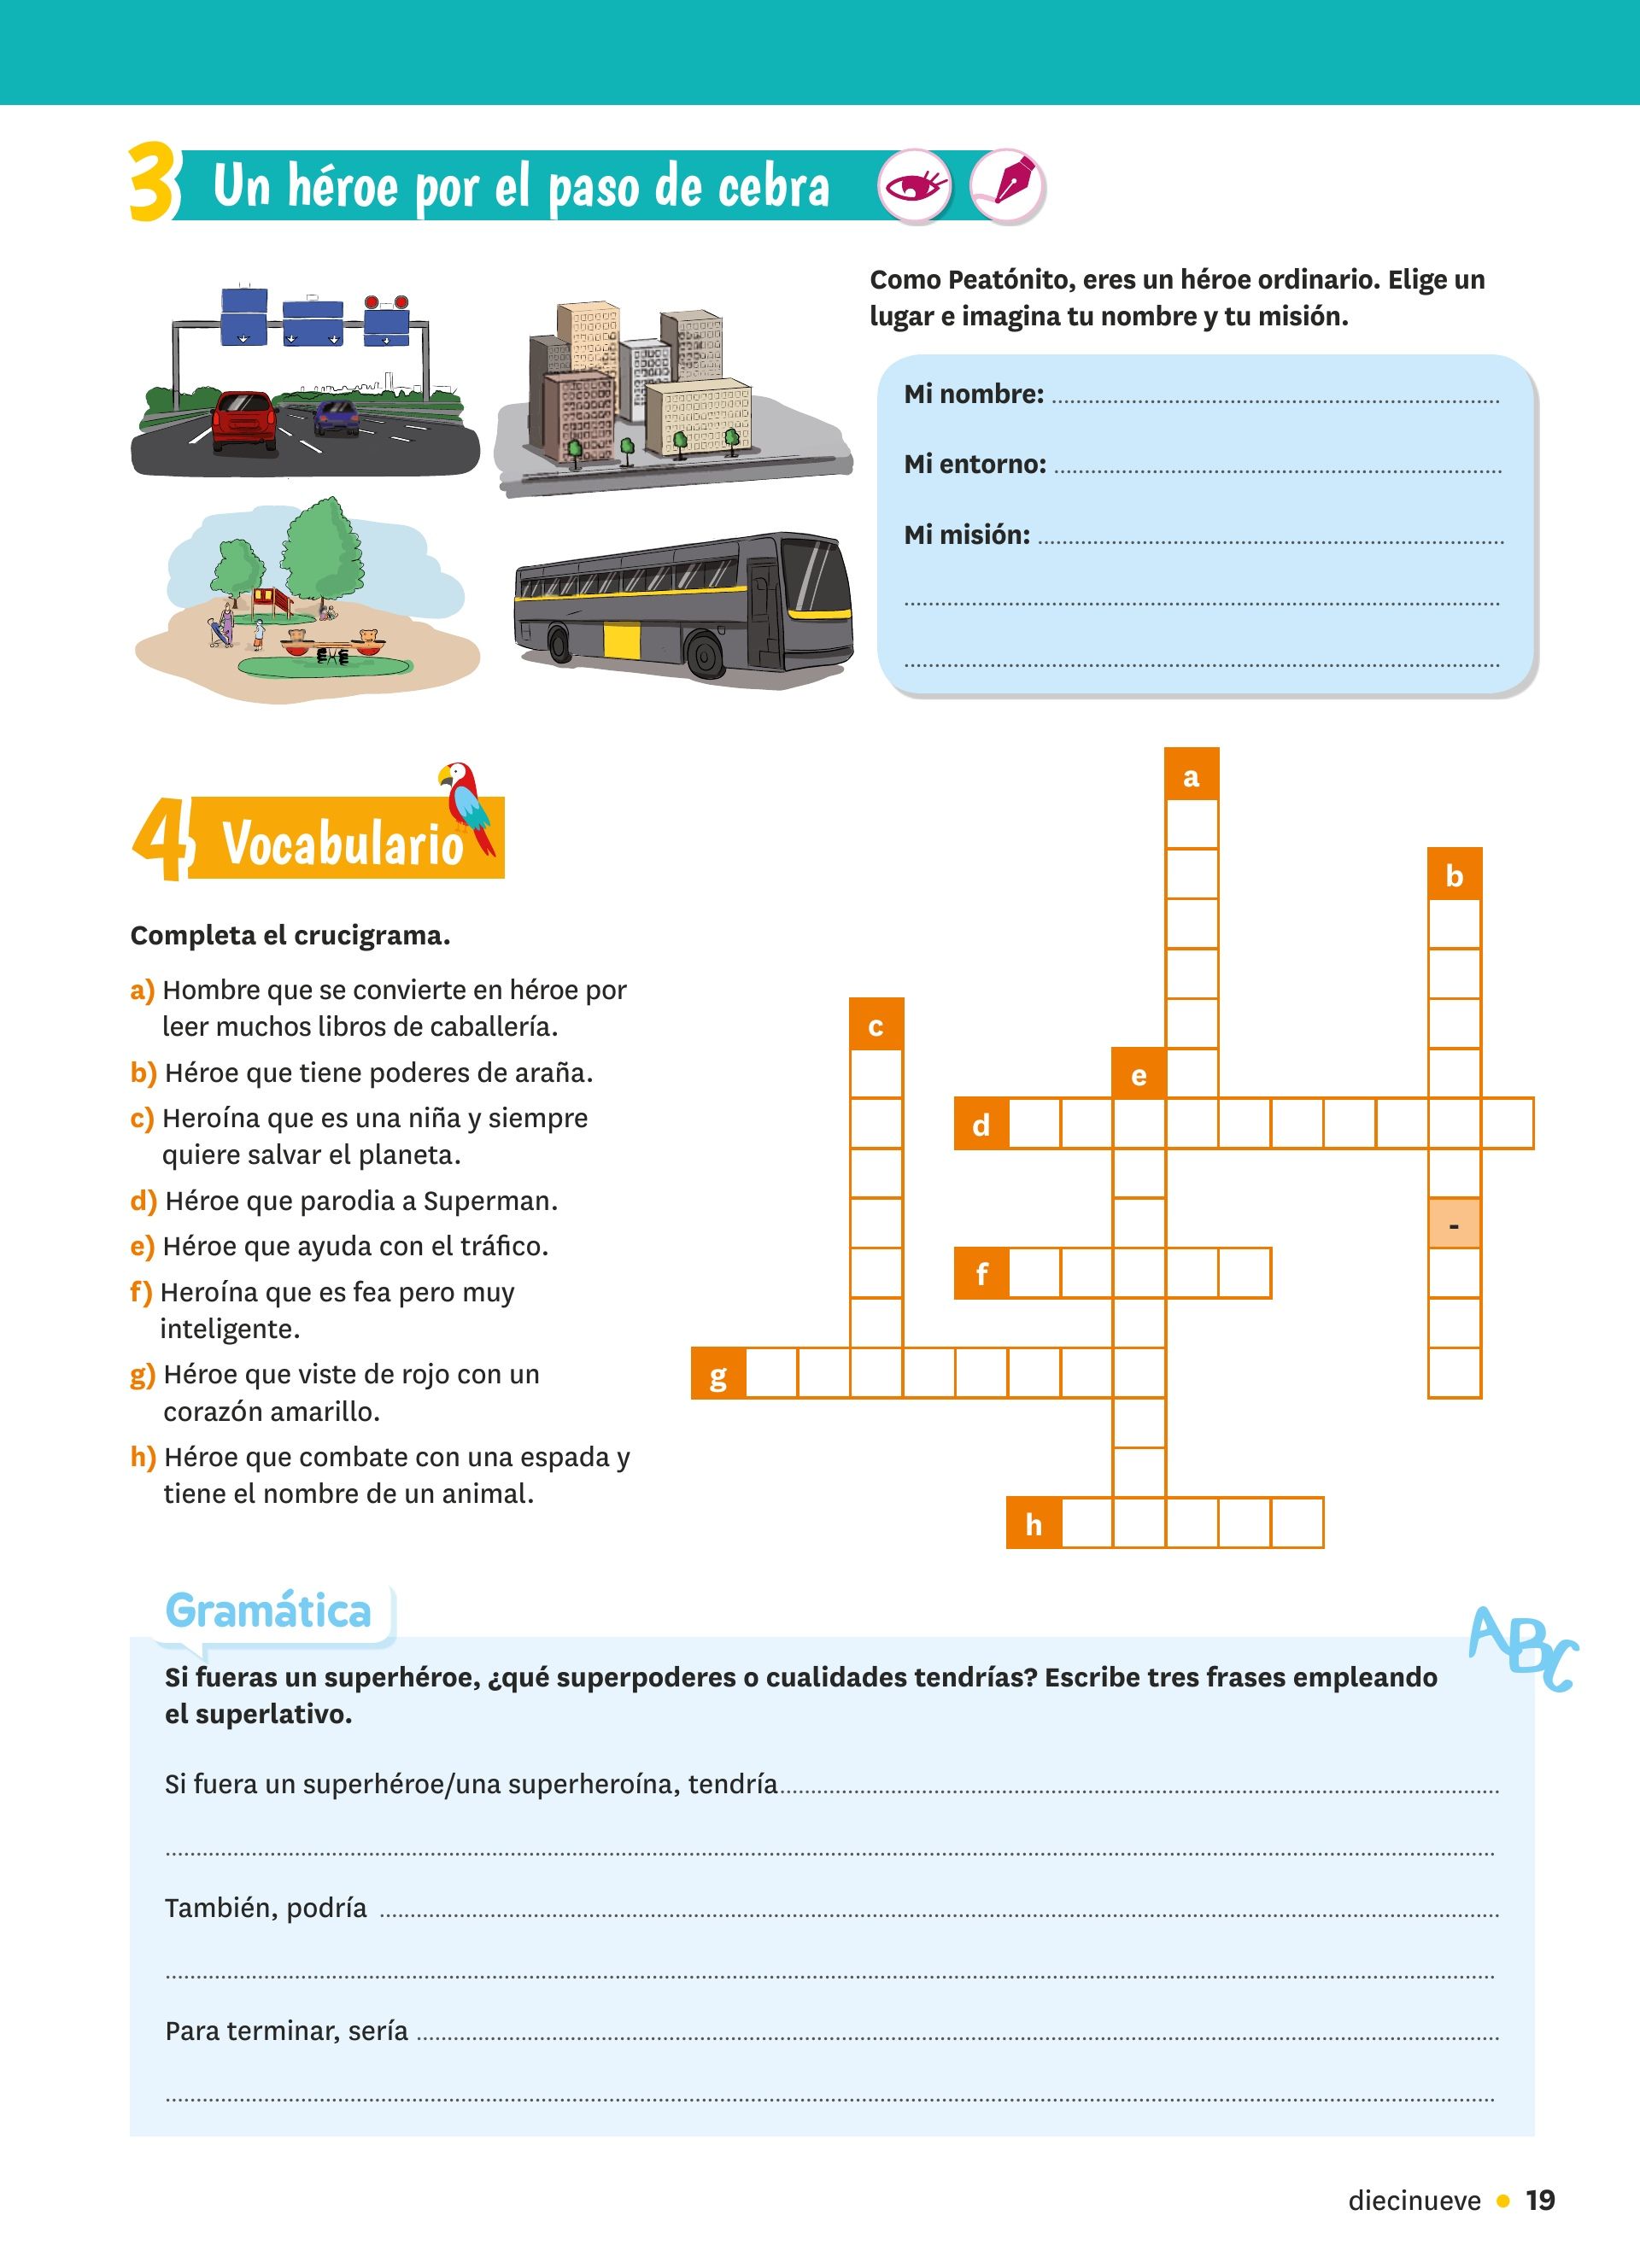 3 Un héroe por el paso de cebra
Como Peatónito, eres un héroe ordinario. Elige un
lugar e imagina tu nombre y tu misión.
Mi nombre:
Mi entorno:
Mi misión:
4 Vocabulario
Completa el crucigrama.
a) Hombre que se convierte en héroe por
leer muchos libros de caballería.
b) Héroe que tiene poderes de araña.
c) Heroína que es una niña y siempre
quiere salvar el planeta.
d) Héroe que parodia a Superman.
e) Héroe que ayuda con el tráfico.
f) Heroína que es fea pero muy
inteligente.
g) Héroe que viste de rojo con un
corazón amarillo.
h) Héroe que combate con una espada y
tiene el nombre de un animal.
a
b
c
e
d
-
f
g
h
Gramática
ABC
Si fueras un superhéroe, ¿qué superpoderes o cualidades tendrías? Escribe tres frases empleando
el superlativo.
Si fuera un superhéroe/una superheroína, tendría
También, podría
Para terminar, sería
diecinueve • 19